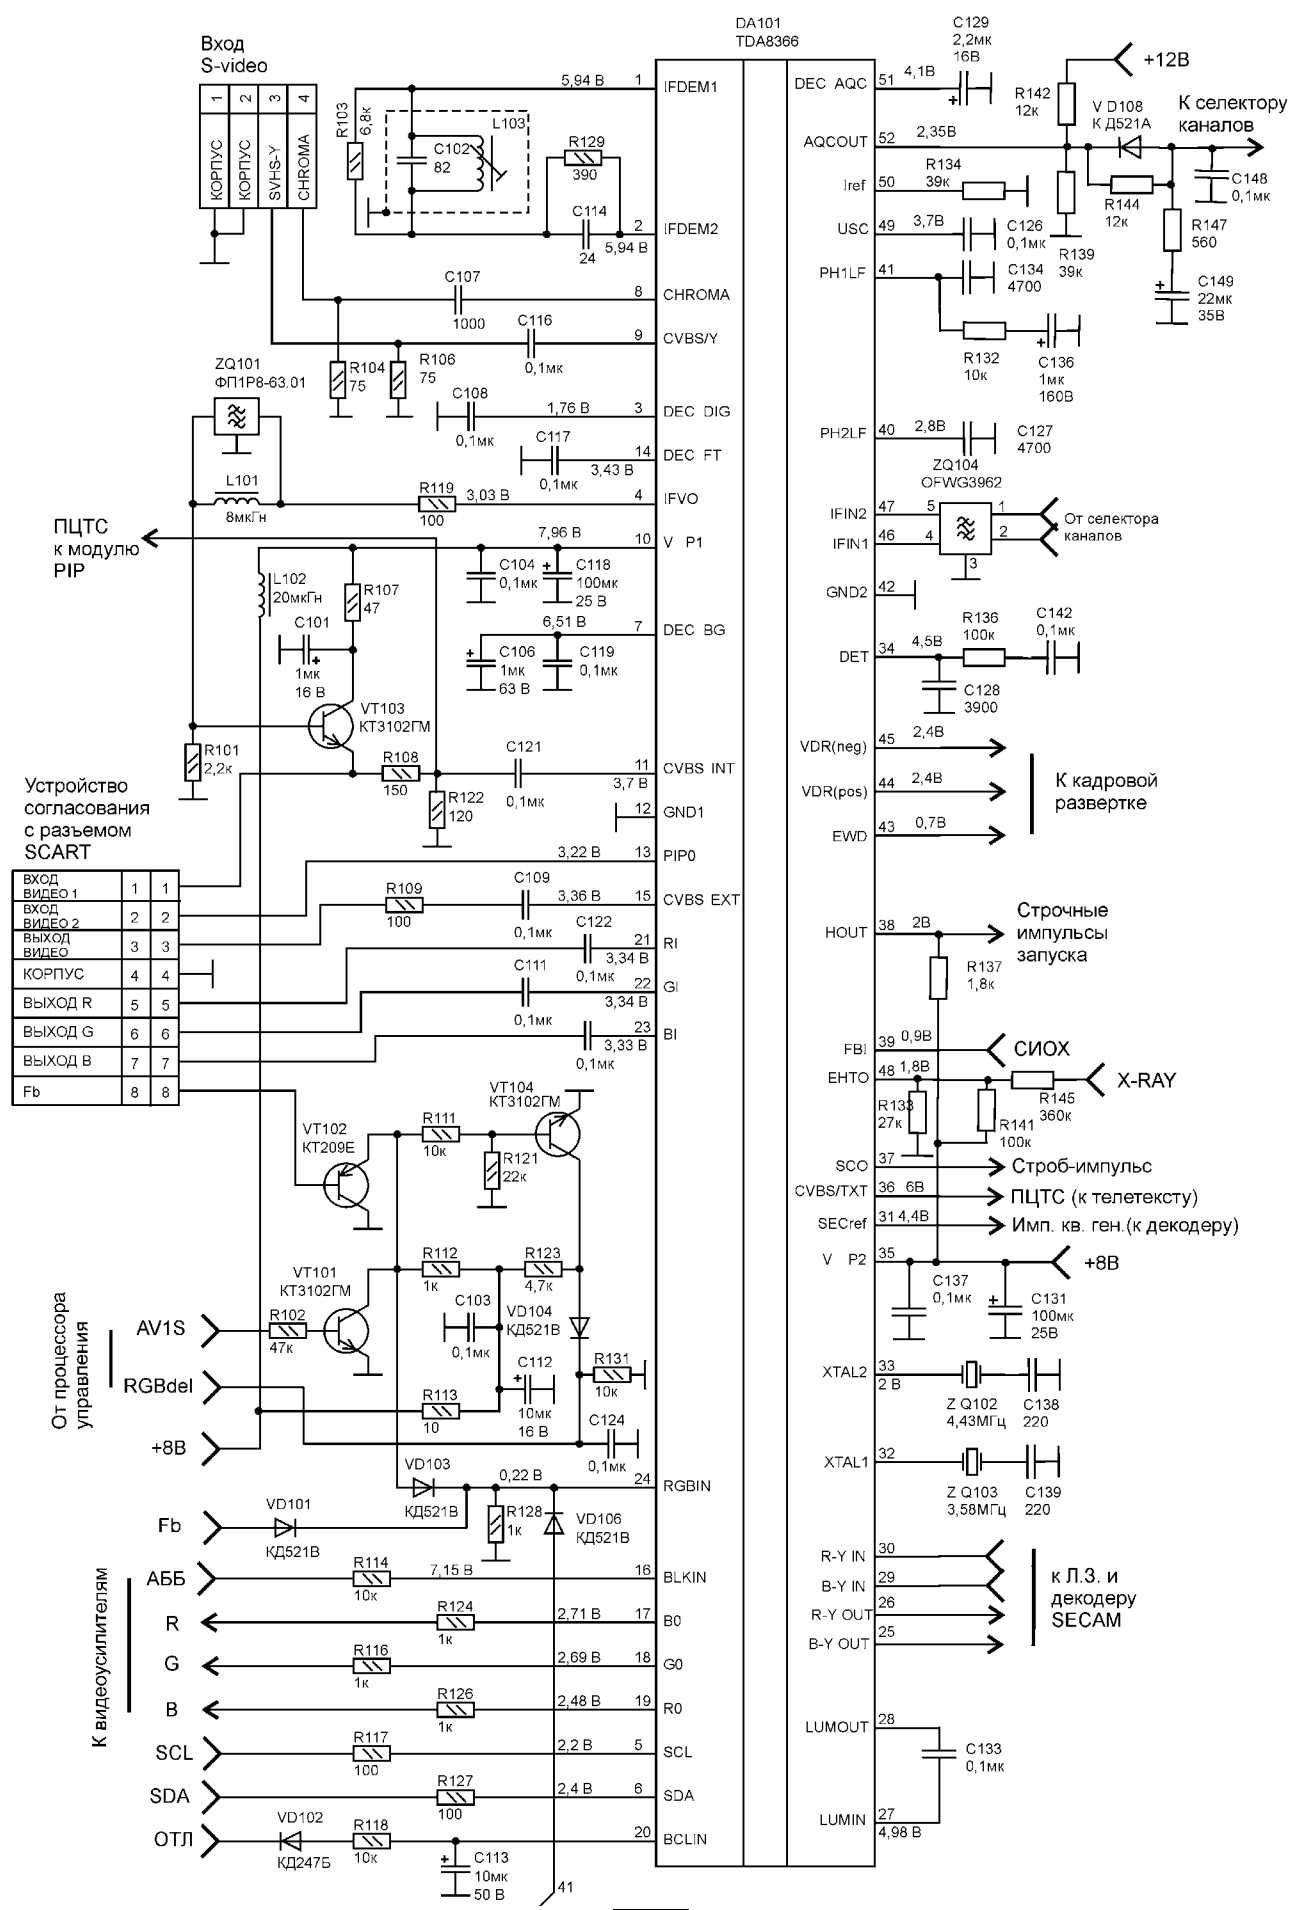 DA101
TDA8366
Вход
S-video
1
2
3
4
КОРПУС
КОРПУС
SVHS-Y
CHROMA
R103
6,8к
C102
82
L103
R129
390
C114
24
5,94 В
1
IFDEM1
2
5,94 В
IFDEM2
C107
1000
8
CHROMA
C116
0,1мк
9
CVBS/Y
R104
75
R106
75
ZQ101
ФП1Р8-63.01
C108
0,1мк
1,76 В
3
DEC DIG
C117
0,1мк
14
3,43 В
DEC FT
L101
8мкГн
R119
100
3,03 В
4
IFVO
ПЦТС
к модулю
PIP
7,96 В
10
V P1
L102
20мкГн
R107
47
C104
0,1мк
C118
100мк
25 В
C101
1мк
16 В
6,51 В
7
DEC BG
C106
1мк
63 В
C119
0,1мк
VT103
КТ3102ГМ
R101
2,2к
R108
150
C121
0,1мк
11
3,7 В
CVBS INT
R122
120
12
GND1
Устройство
согласования
с разъемом
SCART
3,22 В
13
PIP0
ВХОД
ВИДЕО 1
1
1
ВХОД
ВИДЕО 2
2
2
ВЫХОД
ВИДЕО
3
3
КОРПУС
4
4
ВЫХОД R
5
5
ВЫХОД G
6
6
ВЫХОД B
7
7
Fb
8
8
R109
100
C109
0,1мк
3,36 В
15
CVBS EXT
C122
0,1мк
21
3,34 В
RI
C111
0,1мк
22
3,34 В
GI
0,1мк
23
3,33 В
BI
VT104
КТ3102ГМ
VT102
КТ209Е
R111
10к
R121
22к
VT101
КТ3102ГМ
R112
1к
R123
4,7к
От процессора
управления
AV1S
RGBdel
+8В
R102
47к
C103
0,1мк
VD104
КД521В
R131
10к
C112
10мк
16 В
R113
10
C124
0,1мк
VD103
КД521В
0,22 В
24
RGBIN
Fb
VD101
КД521В
R128
1к
VD106
КД521В
К видеоусилителям
АББ
R114
10к
7,15 В
16
BLKIN
R
R124
1к
2,71 В
17
B0
G
R116
1к
2,69 В
18
G0
B
R126
1к
2,48 В
19
R0
SCL
R117
100
2,2 В
5
SCL
SDA
R127
100
2,4 В
6
SDA
ОТЛ
VD102
КД247Б
R118
10к
20
BCLIN
C113
10мк
50 В
41
C129
2,2мк
16В
DEC AQC
51
4,1В
+12В
R142
12к
V D108
К Д521А
К селектору
каналов
AQCOUT
52
2,35В
R134
39к
Iref
50
R144
12к
C148
0,1мк
USC
49
3,7В
C126
0,1мк
R139
39к
R147
560
PH1LF
41
C134
4700
C149
22мк
35В
R132
10к
C136
1мк
160В
PH2LF
40
2,8В
C127
4700
ZQ104
OFWG3962
IFIN2
47
5
1
IFIN1
46
4
2
3
От селектора
каналов
GND2
42
R136
100к
C142
0,1мк
DET
34
4,5В
C128
3900
VDR(neg)
45
2,4В
VDR(pos)
44
2,4В
EWD
43
0,7В
К кадровой
развертке
HOUT
38
2В
Строчные
импульсы
запуска
R137
1,8к
FBI
39
0,9В
СИОХ
EHTO
48
1,8В
X-RAY
R133
27к
R141
100к
R145
360к
SCO
37
Строб-импульс
CVBS/TXT
36
6В
ПЦТС (к телетексту)
SECref
31
4,4В
Имп. кв. ген.(к декодеру)
V P2
35
+8В
C137
0,1мк
C131
100мк
25В
XTAL2
33
2 В
Z Q102
4,43МГц
C138
220
XTAL1
32
Z Q103
3,58МГц
C139
220
R-Y IN
30
B-Y IN
29
R-Y OUT
26
B-Y OUT
25
к Л.З. и
декодеру
SECAM
LUMOUT
28
C133
0,1мк
LUMIN
27
4,98 В